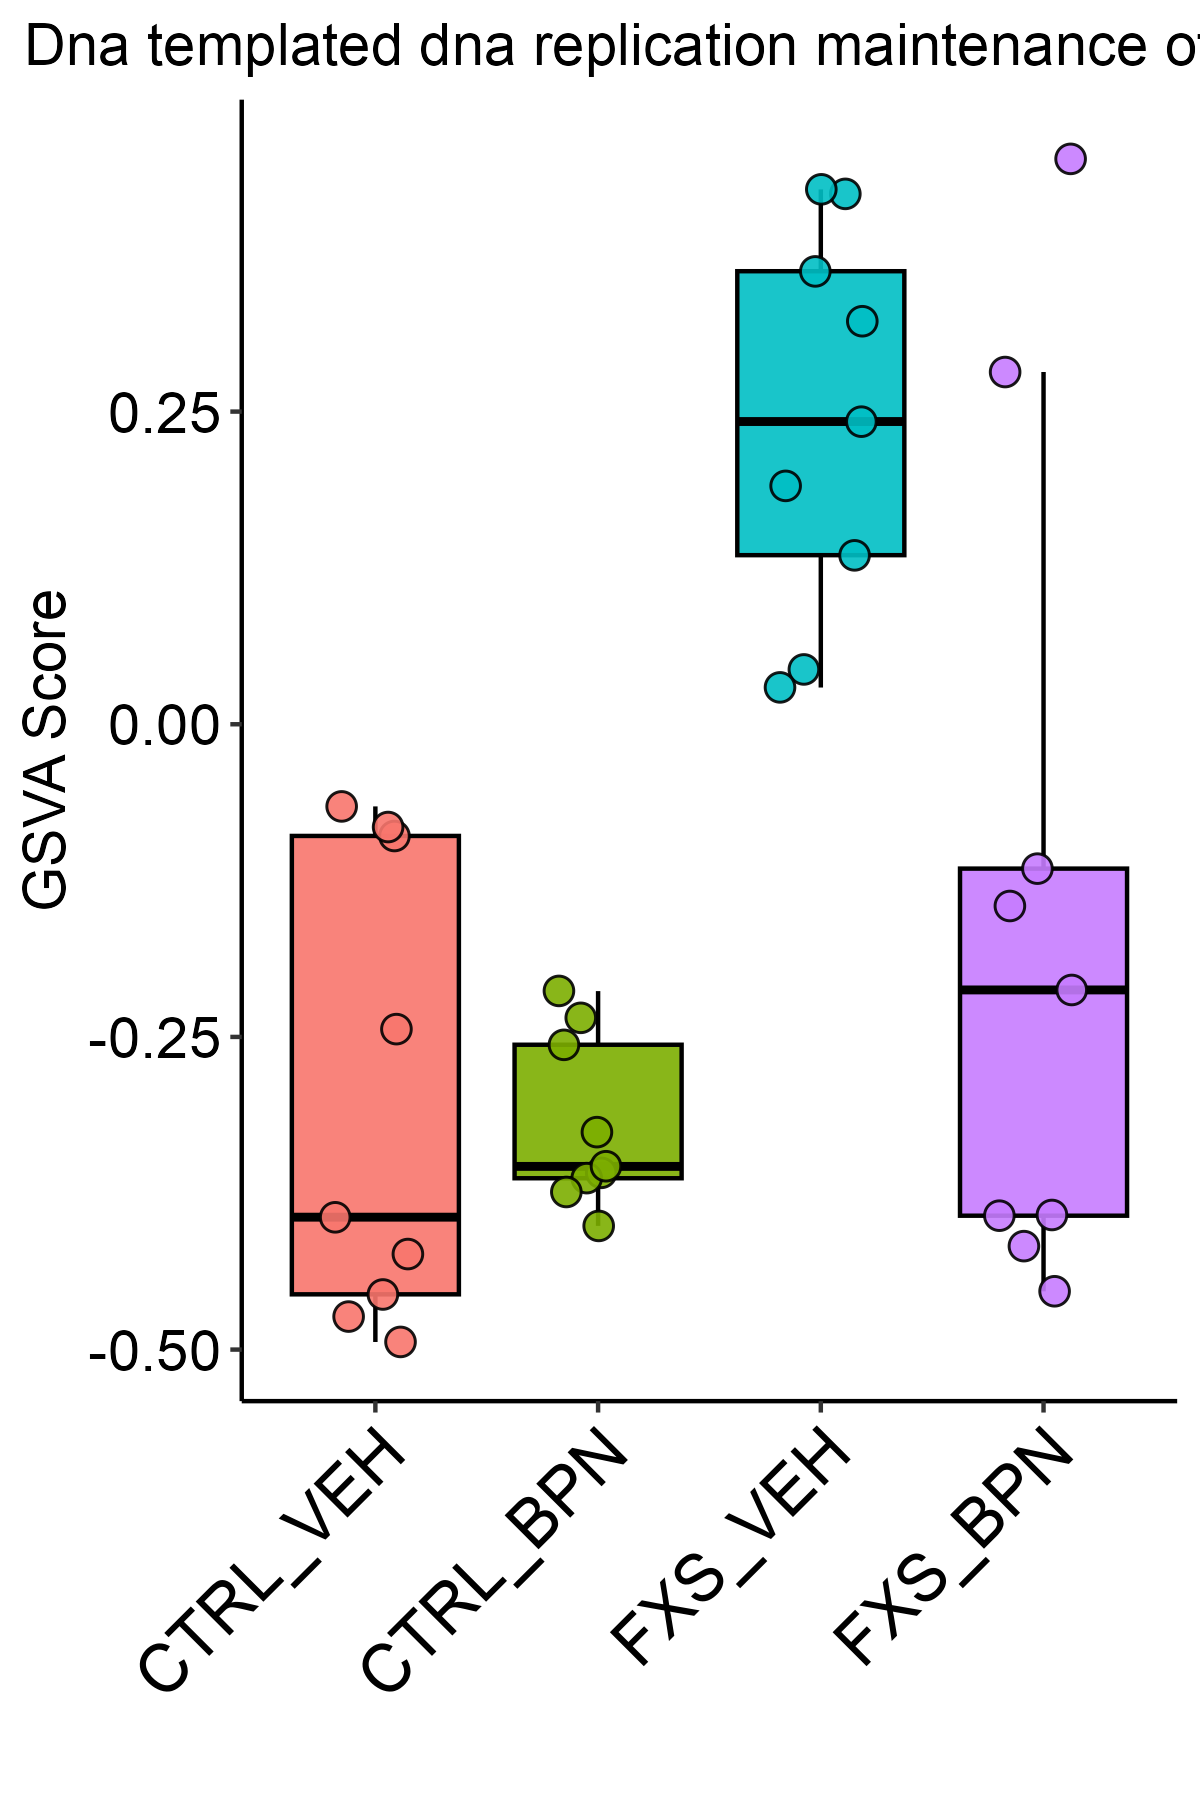 Dna templated dna replication maintenance of
GSVA Score
0.25
0.00
-0.25
-0.50
CTRL_VEH
CTRL_BPN
FXS_VEH
FXS_BPN